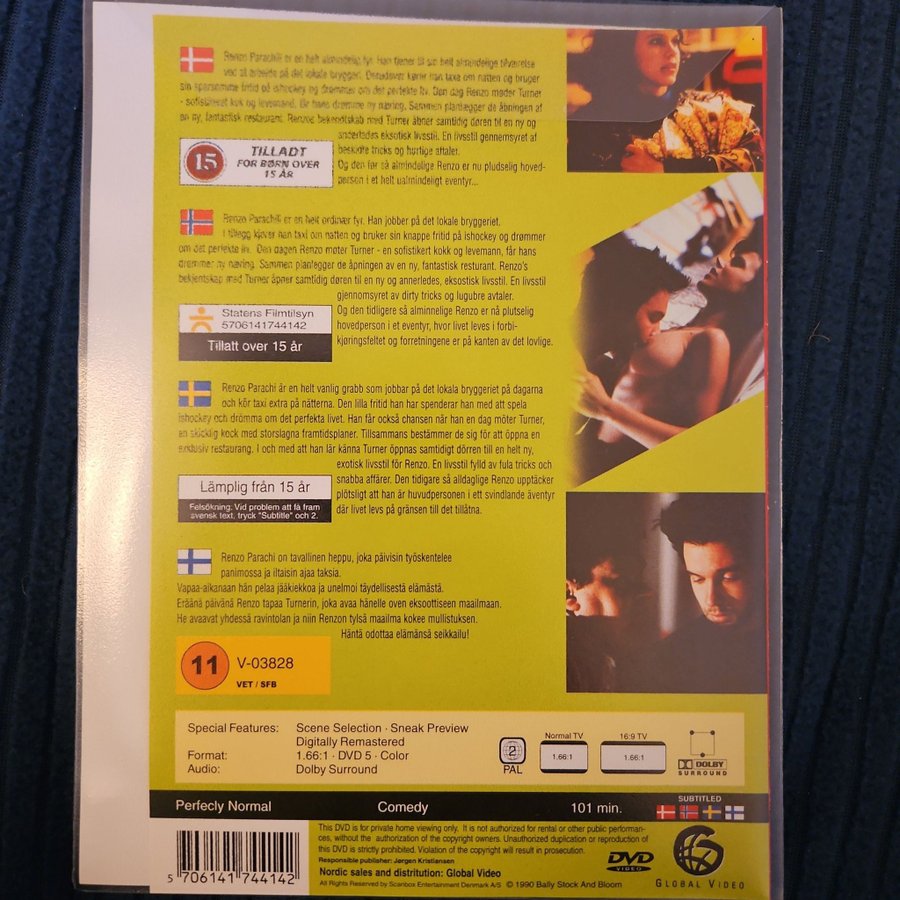 Renzo Parachili er en helt almindelig fyr. Han tjener til sin helt almindelige tilværelse
ved at arbejde på det lokale bryggeri. Derudover kører han taxa om natten og bruger
sin sparsomme fritid på ishockey og drømmer om det perfekte liv. Den dag Renzo møder Turner
- sofistikeret kok og levemand, får hans drømme ny næring. Sammen planlægger de åbningen af
en ny, fantastisk restaurant. Renzos bekendtskab med Turner åbner samtidig døren til en ny og
anderledes eksotisk livsstil. En livsstil gennemsyret af
beskidte tricks og hurtige aftaler.
Og den før så almindelige Renzo er nu pludselig hoved-
person i et helt ualmindeligt eventyr...
15
TILLADT
FOR BØRN OVER
15 ÅR
Renzo Parachili er en helt ordinær fyr. Han jobber på det lokale bryggeriet.
I tillegg kjører han taxi om natten og bruker sin knappe fritid på ishockey og drømmer
om det perfekte liv. Den dagen Renzo møter Turner - en sofistikert kokk og levemann, får hans
drømmer ny næring. Sammen planlegger de åpningen av en ny, fantastisk resturant. Renzo's
bekjentskap med Turner åpner samtidig døren til en ny og annerledes, eksostisk livsstil. En livsstil
gjennomsyret av dirty tricks og lugubre avtaler.
Og den tidligere så alminnelige Renzo er nå plutselig
hovedperson i et eventyr, hvor livet leves i forbi-
kjøringsfeltet og forretningene er på kanten av det lovlige.
Statens Filmtilsyn
5706141744142
Tillatt over 15 år
Renzo Parachi är en helt vanlig grabb som jobbar på det lokala bryggeriet på dagarna
och kör taxi extra på nätterna. Den lilla fritid han har spenderar han med att spela
ishockey och drömma om det perfekta livet. Han får också chansen när han en dag möter Turner,
en skicklig kock med storslagna framtidsplaner. Tillsammans bestämmer de sig för att öppna en
exklusiv restaurang. I och med att han lär känna Turner öppnas samtidigt dörren till en helt ny,
exotisk livsstil för Renzo. En livsstil fylld av fula tricks och
snabba affärer. Den tidigare så alldaglige Renzo upptäcker
plötsligt att han är huvudpersonen i ett svindlande äventyr
där livet levs på gränsen till det tillåtna.
Lämplig från 15 år
Felsökning. Vid problem att få fram
svensk text, tryck "Subtitle" och 2.
Renzo Parachi on tavallinen heppu, joka päivisin työskentelee
panimossa ja iltaisin ajaa taksia.
Vapaa-aikanaan hän pelaa jääkiekkoa ja unelmoi täydellisestä elämästä.
Eräänä päivänä Renzo tapaa Turnerin, joka avaa hänelle oven eksoottiseen maailmaan.
He avaavat yhdessä ravintolan ja niin Renzon tylsä maailma kokee mullistuksen.
Häntä odottaa elämänsä seikkailu!
11
V-03828
VET / SFB
Special Features: Scene Selection · Sneak Preview
Digitally Remastered
Format: 1.66:1 · DVD 5 · Color
Audio: Dolby Surround
2
PAL
Normal TV
1.66:1
16:9 TV
1.66:1
DOLBY
SURROUND
Perfecly Normal Comedy 101 min.
SUBTITLED
5 706141 744142
This DVD is for private home viewing only. It is not authorized for rental or other public performan-
ces, without the authorization of the copyright owners. Unauthorized duplication or reproduction of
this DVD is strictly prohibited. Violation of the copyright will result in prosecution.
Responsible publisher: Jørgen Kristiansen
Nordic sales and distritution: Global Video
All Rights Reserved by Scanbox Entertainment Denmark A/S © 1990 Bally Stock And Bloom
DVD
VIDEO
GLOBAL VIDEO